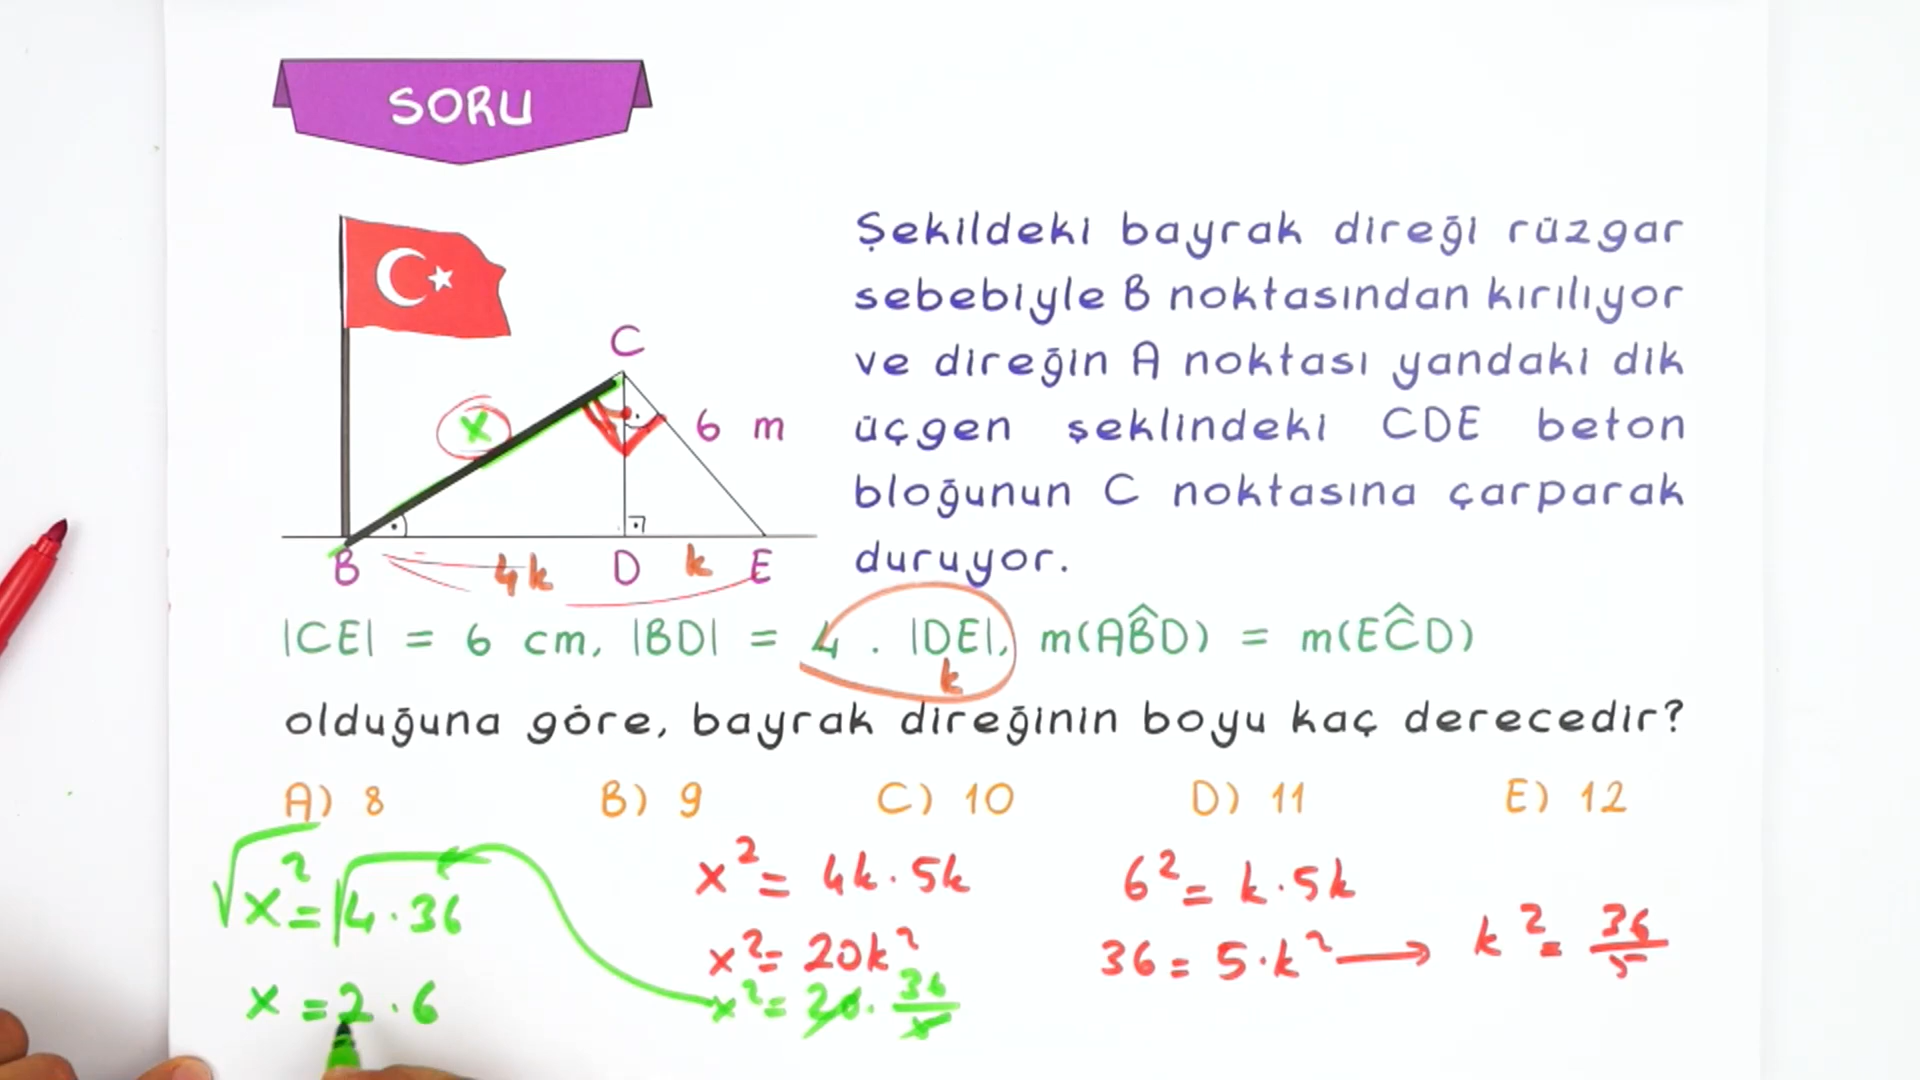 SORU
C
x
6 m
B
4k
D
k
E
Şekildeki bayrak direği rüzgar
sebebiyle B noktasından kırılıyor
ve direğin A noktası yandaki dik
üçgen şeklindeki CDE beton
bloğunun C noktasına çarparak
duruyor.
|CE| = 6 cm, |BD| = 4 . |DE|, m(AB̂D) = m(EĈD)
k
olduğuna göre, bayrak direğinin boyu kaç derecedir?
A) 8 B) 9 C) 10 D) 11 E) 12
√x² = √4.36
x = 2.6
x² = 4k.5k
x² = 20k²
x² = 20. 36/5
6² = k.5k
36 = 5.k² → k² = 36/5